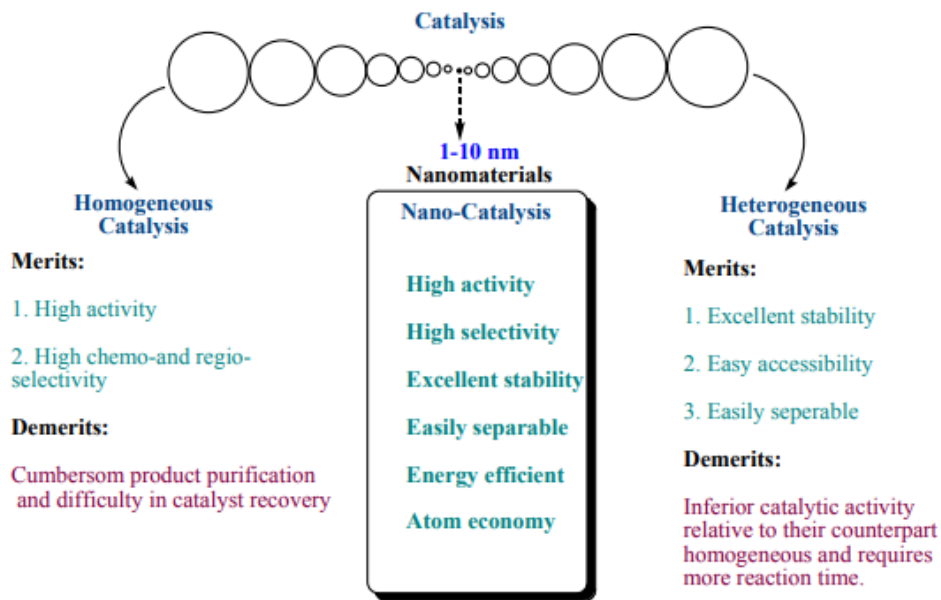 Catalysis
1-10 nm
Nanomaterials
Homogeneous
Catalysis
Merits:
1. High activity
2. High chemo-and regio-
selectivity
Demerits:
Cumbersom product purification
and difficulty in catalyst recovery
Nano-Catalysis
High activity
High selectivity
Excellent stability
Easily separable
Energy efficient
Atom economy
Heterogeneous
Catalysis
Merits:
1. Excellent stability
2. Easy accessibility
3. Easily seperable
Demerits:
Inferior catalytic activity
relative to their counterpart
homogeneous and requires
more reaction time.